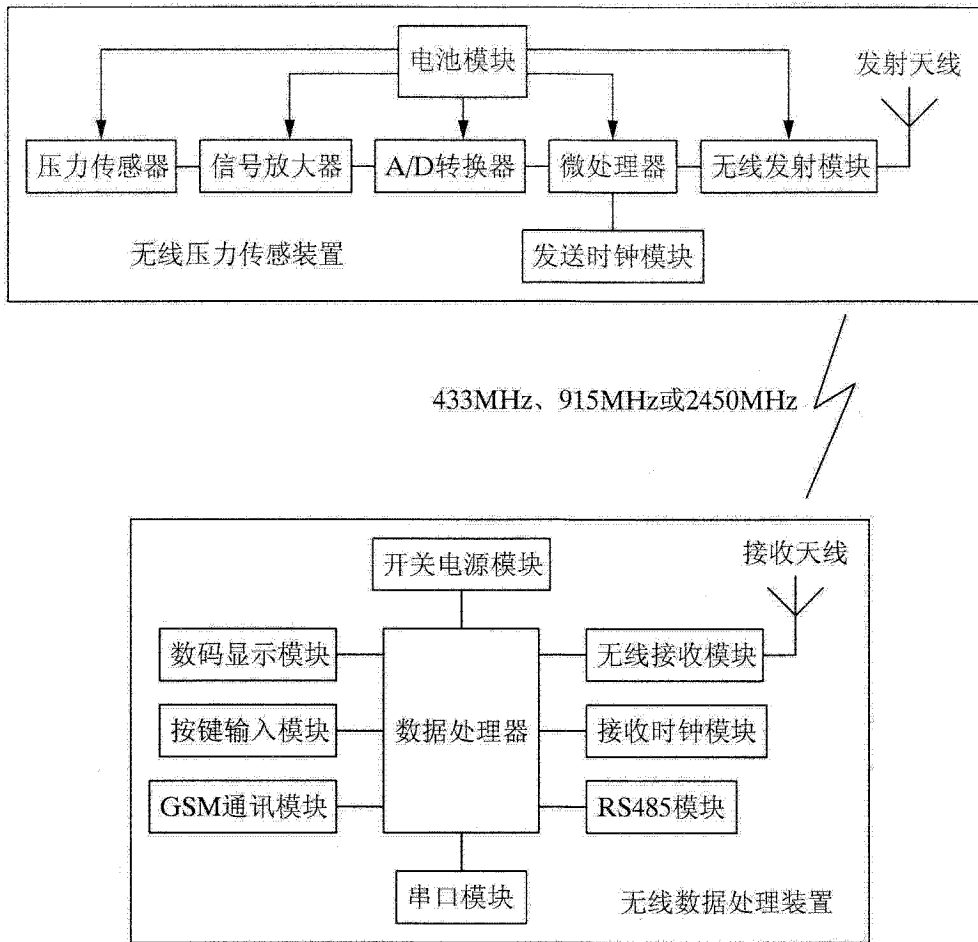 电池模块
发射天线
压力传感器
信号放大器
A/D转换器
微处理器
无线发射模块
无线压力传感装置
发送时钟模块
433MHz、915MHz或2450MHz
开关电源模块
接收天线
数码显示模块
无线接收模块
按键输入模块
数据处理器
接收时钟模块
GSM通讯模块
RS485模块
串口模块
无线数据处理装置